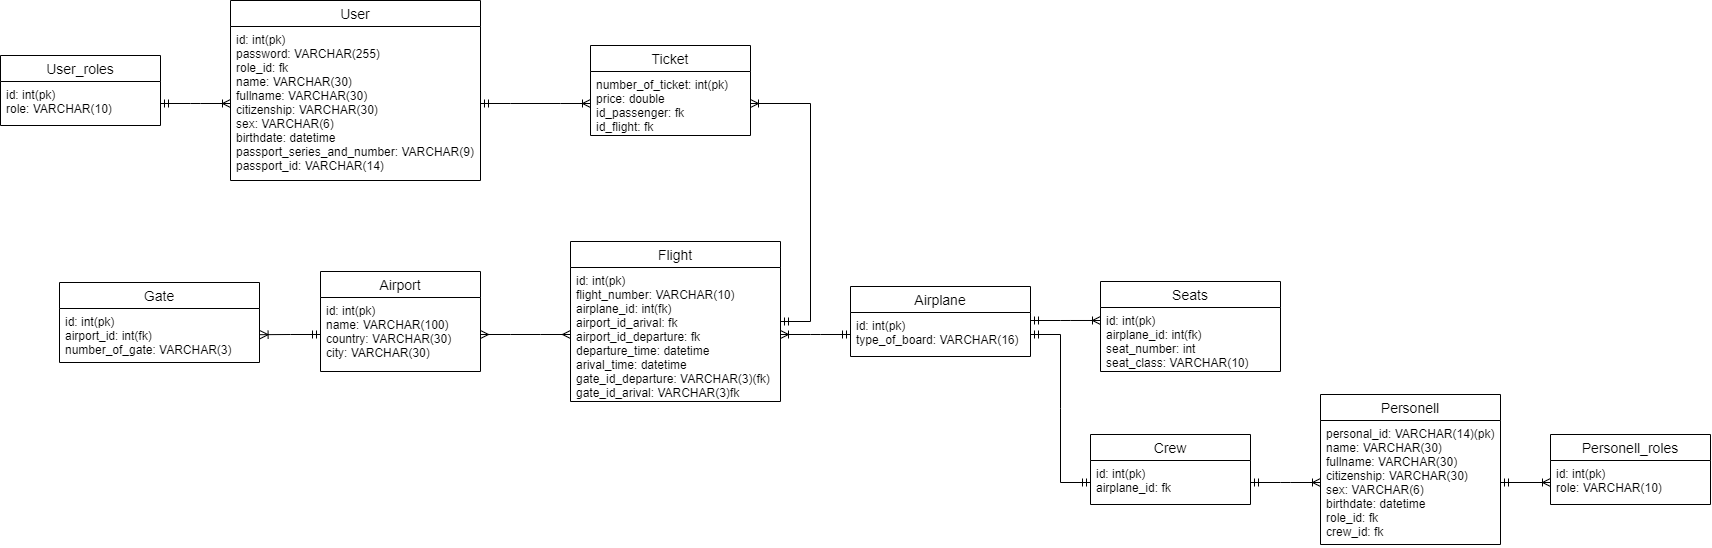 User
id: int(pk)
password: VARCHAR(255)
role_id: fk
name: VARCHAR(30)
fullname: VARCHAR(30)
citizenship: VARCHAR(30)
sex: VARCHAR(6)
birthdate: datetime
passport_series_and_number: VARCHAR(9)
passport_id: VARCHAR(14)
User_roles
id: int(pk)
role: VARCHAR(10)
Ticket
number_of_ticket: int(pk)
price: double
id_passenger: fk
id_flight: fk
Gate
id: int(pk)
airport_id: int(fk)
number_of_gate: VARCHAR(3)
Airport
id: int(pk)
name: VARCHAR(100)
country: VARCHAR(30)
city: VARCHAR(30)
Flight
id: int(pk)
flight_number: VARCHAR(10)
airplane_id: int(fk)
airport_id_arival: fk
airport_id_departure: fk
departure_time: datetime
arival_time: datetime
gate_id_departure: VARCHAR(3)(fk)
gate_id_arival: VARCHAR(3)fk
Airplane
id: int(pk)
type_of_board: VARCHAR(16)
Seats
id: int(pk)
airplane_id: int(fk)
seat_number: int
seat_class: VARCHAR(10)
Crew
id: int(pk)
airplane_id: fk
Personell
personal_id: VARCHAR(14)(pk)
name: VARCHAR(30)
fullname: VARCHAR(30)
citizenship: VARCHAR(30)
sex: VARCHAR(6)
birthdate: datetime
role_id: fk
crew_id: fk
Personell_roles
id: int(pk)
role: VARCHAR(10)